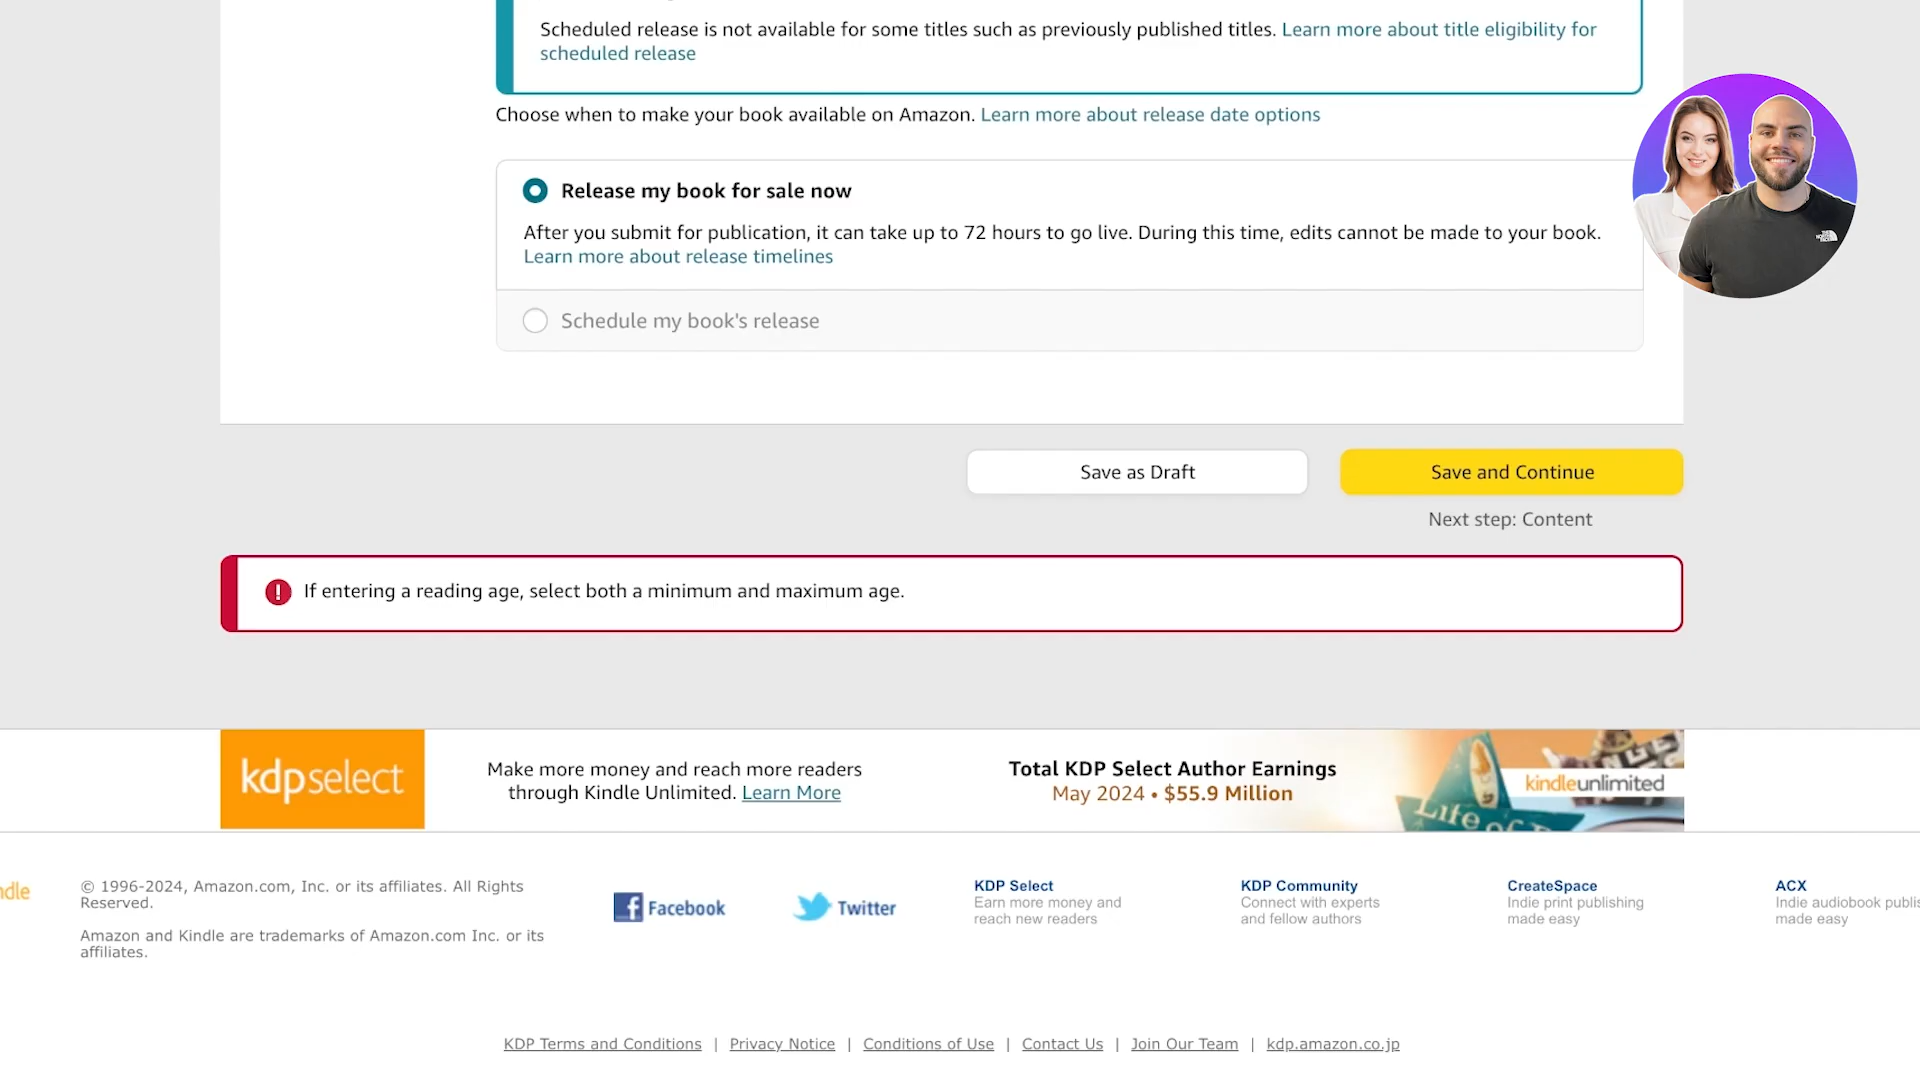 Scheduled release is not available for some titles such as previously published titles. Learn more about title eligibility for
scheduled release
Choose when to make your book available on Amazon. Learn more about release date options
Release my book for sale now
After you submit for publication, it can take up to 72 hours to go live. During this time, edits cannot be made to your book.
Learn more about release timelines
Schedule my book's release
Save as Draft
Save and Continue
Next step: Content
If entering a reading age, select both a minimum and maximum age.
kdpselect
Make more money and reach more readers
through Kindle Unlimited. Learn More
Total KDP Select Author Earnings
May 2024 • $55.9 Million
kindleunlimited
Life of
ndle
© 1996-2024, Amazon.com, Inc. or its affiliates. All Rights
Reserved.
Amazon and Kindle are trademarks of Amazon.com Inc. or its
affiliates.
Facebook
Twitter
KDP Select
Earn more money and
reach new readers
KDP Community
Connect with experts
and fellow authors
CreateSpace
Indie print publishing
made easy
ACX
Indie audiobook publis
made easy
KDP Terms and Conditions | Privacy Notice | Conditions of Use | Contact Us | Join Our Team | kdp.amazon.co.jp